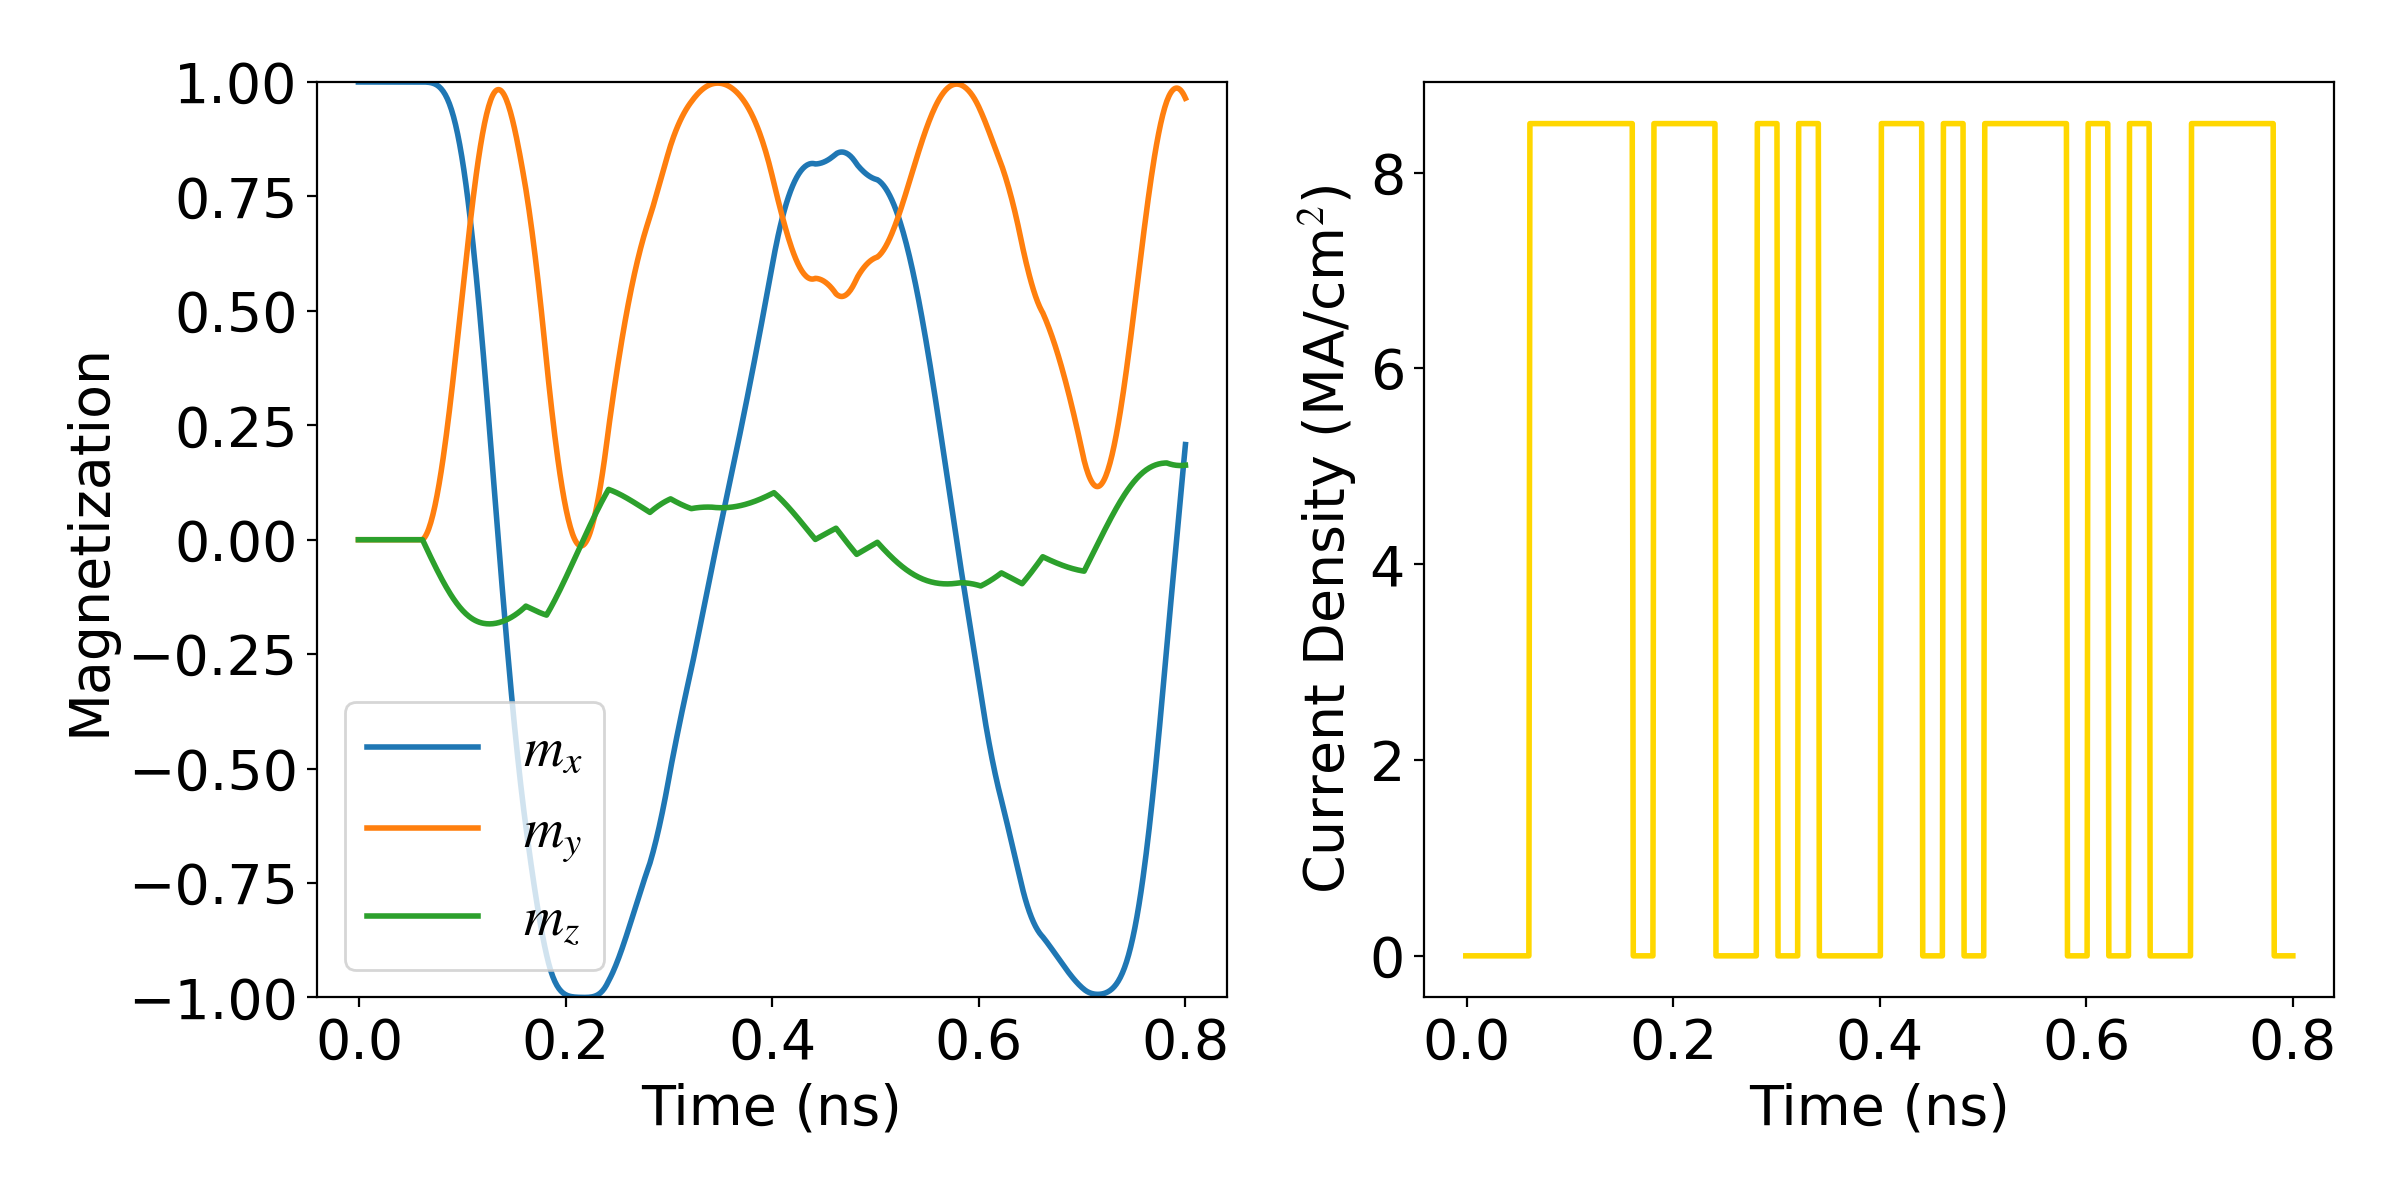 Magnetization
1.00
0.75
0.50
0.25
0.00
−0.25
−0.50
−0.75
−1.00
m_x
m_y
m_z
0.0 0.2 0.4 0.6 0.8
Time (ns)
Current Density (MA/cm²)
8
6
4
2
0
0.0 0.2 0.4 0.6 0.8
Time (ns)